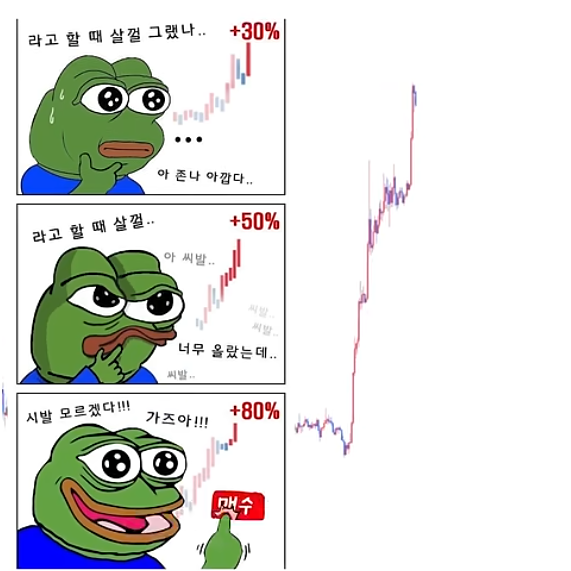 라고 할 때 살껄 그랬나..
+30%
...
아 존나 아깝다..
라고 할 때 살껄..
+50%
아 씨발..
씨발..
씨발..
너무 올랐는데..
씨발..
시발 모르겠다!!!
가즈아!!!
+80%
매수